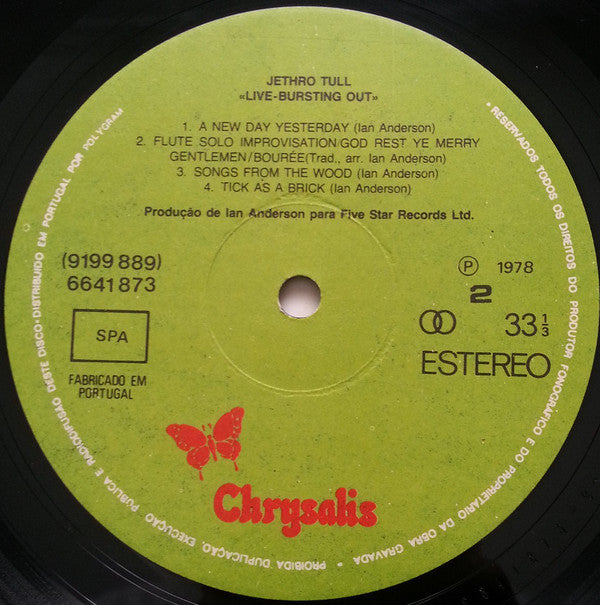 JETHRO TULL
«LIVE-BURSTING OUT»
1. A NEW DAY YESTERDAY (Ian Anderson)
2. FLUTE SOLO IMPROVISATION/GOD REST YE MERRY
GENTLEMEN/BOURÉE(Trad., arr. Ian Anderson)
3. SONGS FROM THE WOOD (Ian Anderson)
4. TICK AS A BRICK (Ian Anderson)
Produção de Ian Anderson para Five Star Records Ltd.
(9199 889)
6641 873
SPA
FABRICADO EM
PORTUGAL
Ⓟ 1978
2
33 1/3
ESTEREO
Chrysalis
• RESERVADOS TODOS OS DIREITOS DO PRODUTOR FONOGRÁFICO E DO PROPRIETÁRIO DA OBRA GRAVADA • PROIBIDA DUPLICAÇÃO, EXECUÇÃO PÚBLICA E RADIODIFUSÃO DESTE DISCO • DISTRIBUIDO EM PORTUGAL POR POLYGRAM